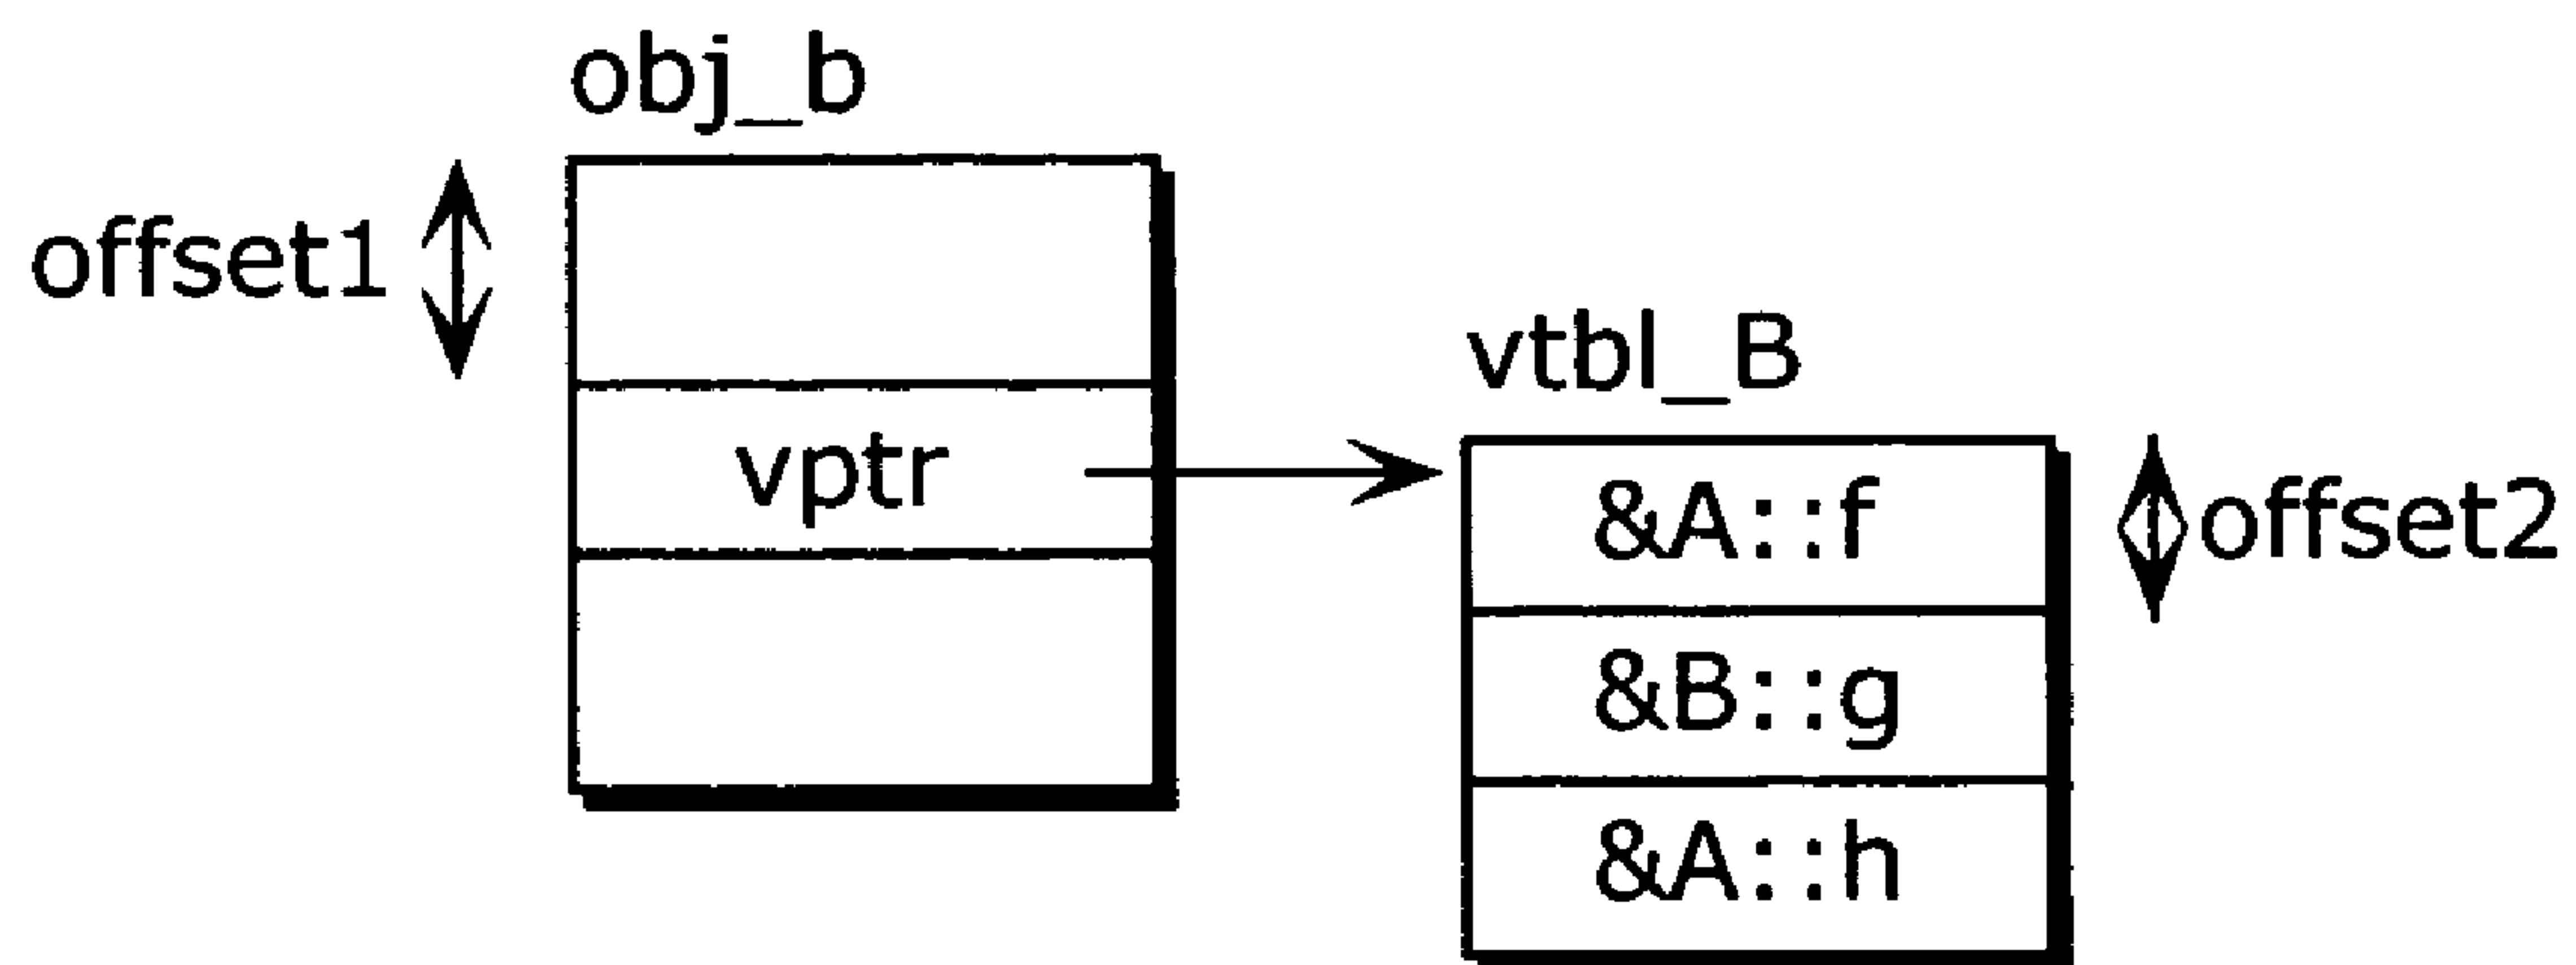 obj_b
offset1
vptr
vtbl_B
&A::f
offset2
&B::g
&A::h